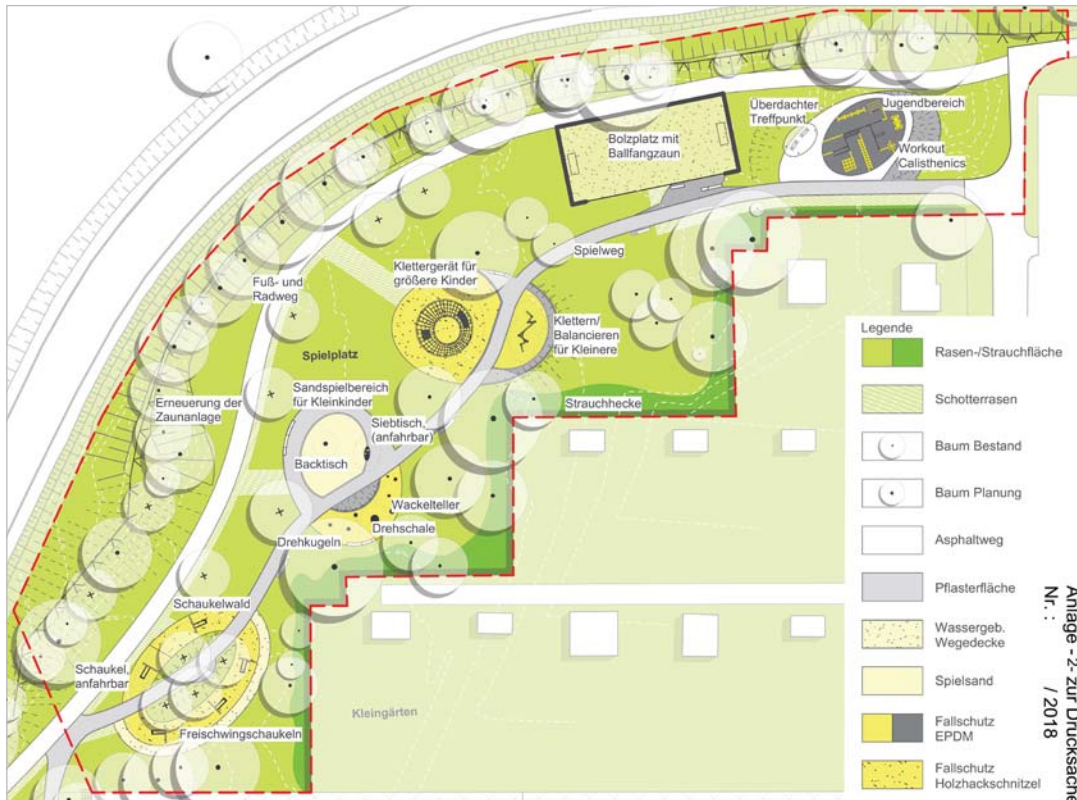 Überdachter
Treffpunkt
Jugendbereich
Bolzplatz mit
Ballfangzaun
Workout
Calisthenics
Spielweg
Klettergerät für
größere Kinder
Fuß- und
Radweg
Klettern/
Balancieren
für Kleinere
Spielplatz
Sandspielbereich
für Kleinkinder
Erneuerung der
Zaunanlage
Strauchhecke
Siebtisch,
(anfahrbar)
Backtisch
Wackelteller
Drehschale
Drehkugeln
Schaukelwald
Schaukel,
anfahrbar
Freischwingschaukeln
Kleingärten
Legende
Rasen-/Strauchfläche
Schotterrasen
Baum Bestand
Baum Planung
Asphaltweg
Pflasterfläche
Wassergeb.
Wegedecke
Spielsand
Fallschutz
EPDM
Fallschutz
Holzhackschnitzel
Anlage -2- zur Drucksache
Nr. : / 2018